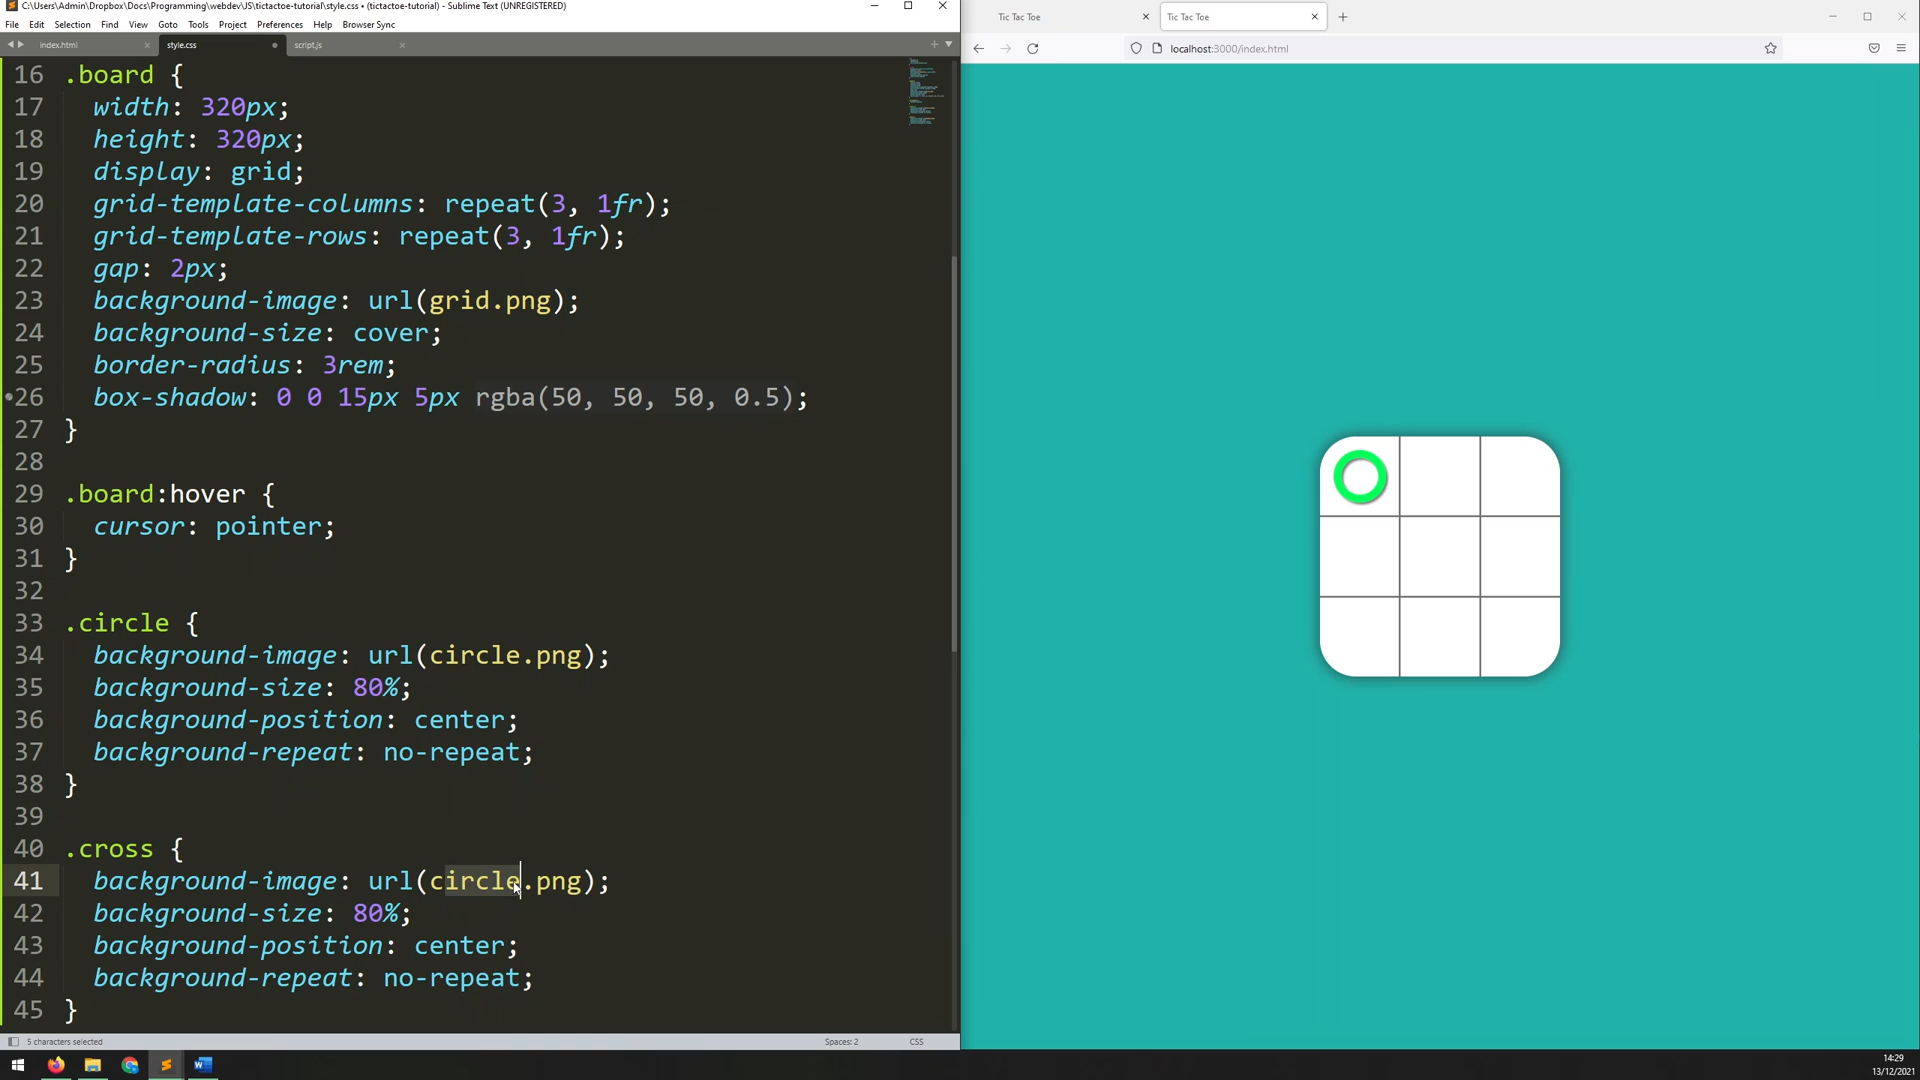 C:\Users\Admin\Dropbox\Docs\Programming\webdev\JS\tictactoe-tutorial\style.css • (tictactoe-tutorial) - Sublime Text (UNREGISTERED)
File Edit Selection Find View Goto Tools Project Preferences Help Browser Sync
index.html style.css script.js
16 .board {
17 width: 320px;
18 height: 320px;
19 display: grid;
20 grid-template-columns: repeat(3, 1fr);
21 grid-template-rows: repeat(3, 1fr);
22 gap: 2px;
23 background-image: url(grid.png);
24 background-size: cover;
25 border-radius: 3rem;
26 box-shadow: 0 0 15px 5px rgba(50, 50, 50, 0.5);
27 }
28
29 .board:hover {
30 cursor: pointer;
31 }
32
33 .circle {
34 background-image: url(circle.png);
35 background-size: 80%;
36 background-position: center;
37 background-repeat: no-repeat;
38 }
39
40 .cross {
41 background-image: url(circle.png);
42 background-size: 80%;
43 background-position: center;
44 background-repeat: no-repeat;
45 }
5 characters selected Spaces: 2 CSS
Tic Tac Toe Tic Tac Toe
localhost:3000/index.html
14:29
13/12/2021